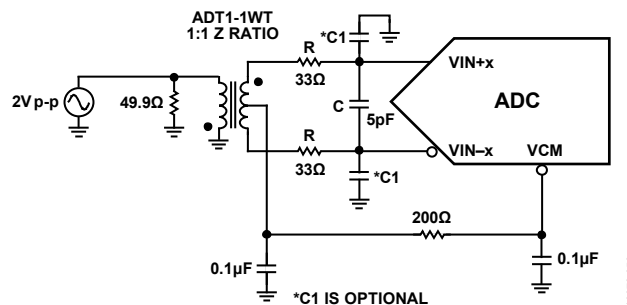 ADT1-1WT
1:1 Z RATIO
*C1
R
33Ω
VIN+x
2V p-p
49.9Ω
C
5pF
ADC
R
33Ω
VIN–x
VCM
*C1
200Ω
0.1µF
0.1µF
*C1 IS OPTIONAL